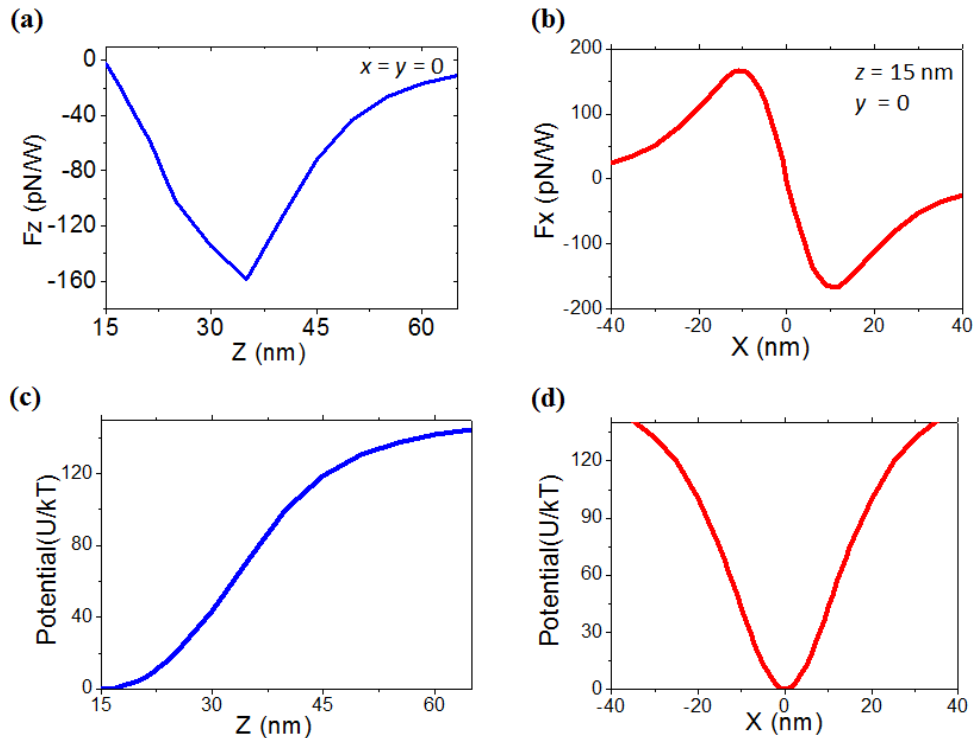 (a)
0
-40
-80
-120
-160
Fz (pN/W)
x = y = 0
15
30
45
60
Z (nm)
(b)
200
100
0
-100
-200
Fx (pN/W)
z = 15 nm
y = 0
-40
-20
0
20
40
X (nm)
(c)
120
80
40
0
Potential(U/kT)
15
30
45
60
Z (nm)
(d)
120
90
60
30
0
Potential(U/kT)
-40
-20
0
20
40
X (nm)